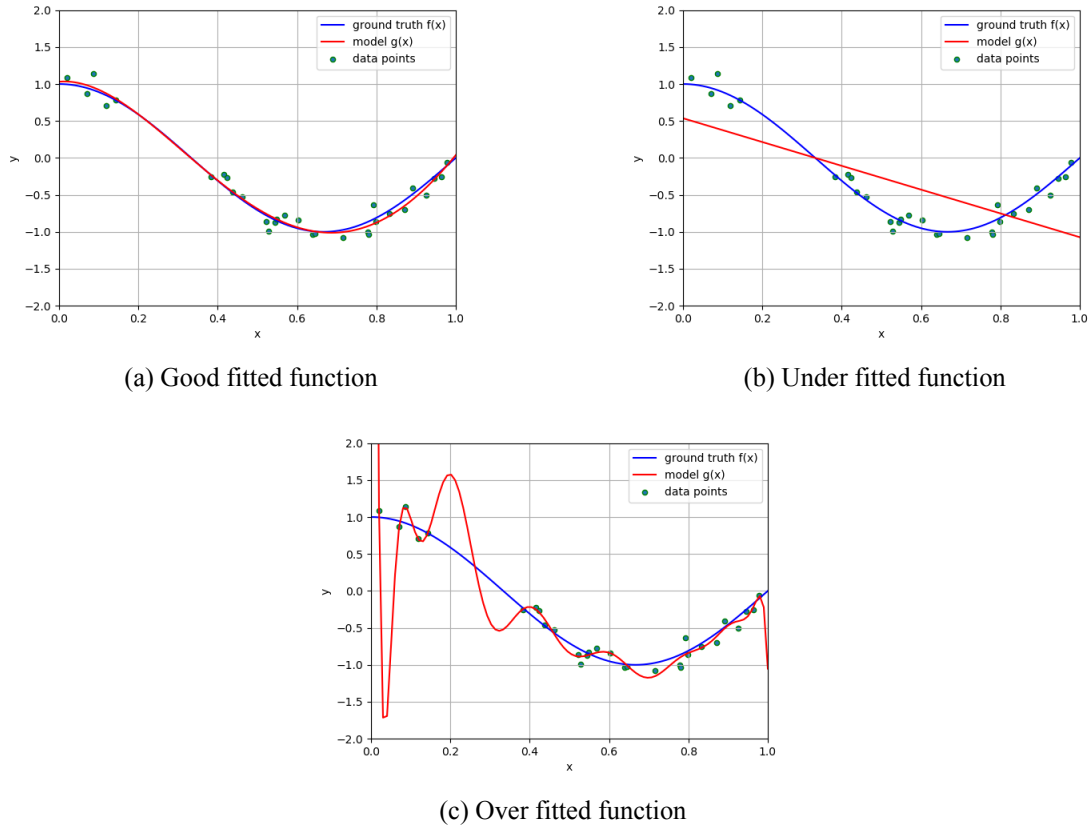 2.0
1.5
1.0
0.5
0.0
-0.5
-1.0
-1.5
-2.0
y
0.0 0.2 0.4 0.6 0.8 1.0
x
ground truth f(x)
model g(x)
data points
(a) Good fitted function
2.0
1.5
1.0
0.5
0.0
-0.5
-1.0
-1.5
-2.0
y
0.0 0.2 0.4 0.6 0.8 1.0
x
ground truth f(x)
model g(x)
data points
(b) Under fitted function
2.0
1.5
1.0
0.5
0.0
-0.5
-1.0
-1.5
-2.0
y
0.0 0.2 0.4 0.6 0.8 1.0
x
ground truth f(x)
model g(x)
data points
(c) Over fitted function